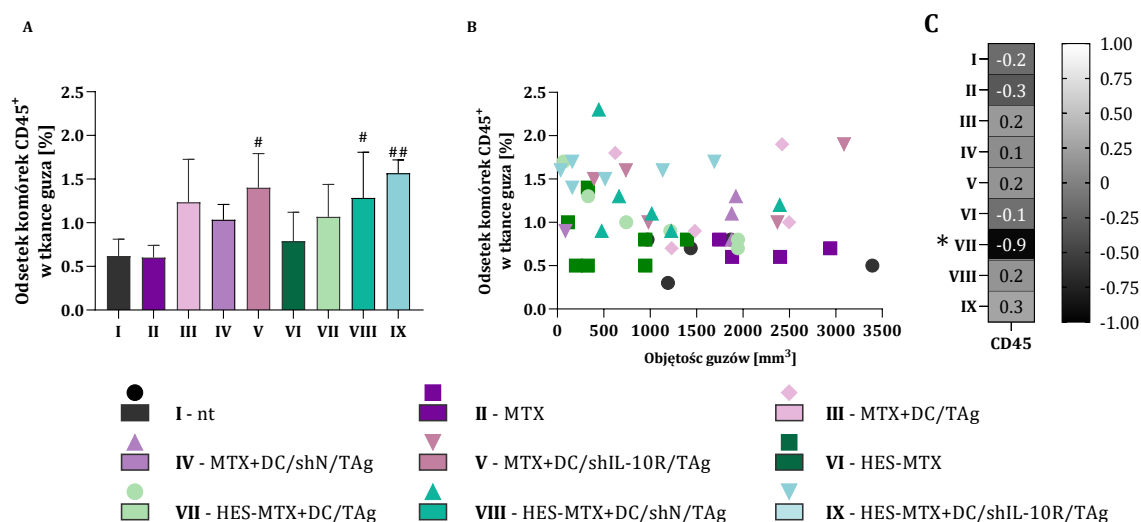 A
Odsetek komórek CD45+
w tkance guza [%]
2.5
2.0
1.5
1.0
0.5
0.0
#
#
##
I II III IV V VI VII VIII IX
B
Odsetek komórek CD45+
w tkance guza [%]
2.5
2.0
1.5
1.0
0.5
0.0
0 500 1000 1500 2000 2500 3000 3500
Objętośc guzów [mm3]
C
I -0.2
II -0.3
III 0.2
IV 0.1
V 0.2
VI -0.1
* VII -0.9
VIII 0.2
IX 0.3
CD45
1.00
0.75
0.50
0.25
0
-0.25
-0.50
-0.75
-1.00
I - nt
II - MTX
III - MTX+DC/TAg
IV - MTX+DC/shN/TAg
V - MTX+DC/shIL-10R/TAg
VI - HES-MTX
VII - HES-MTX+DC/TAg
VIII - HES-MTX+DC/shN/TAg
IX - HES-MTX+DC/shIL-10R/TAg